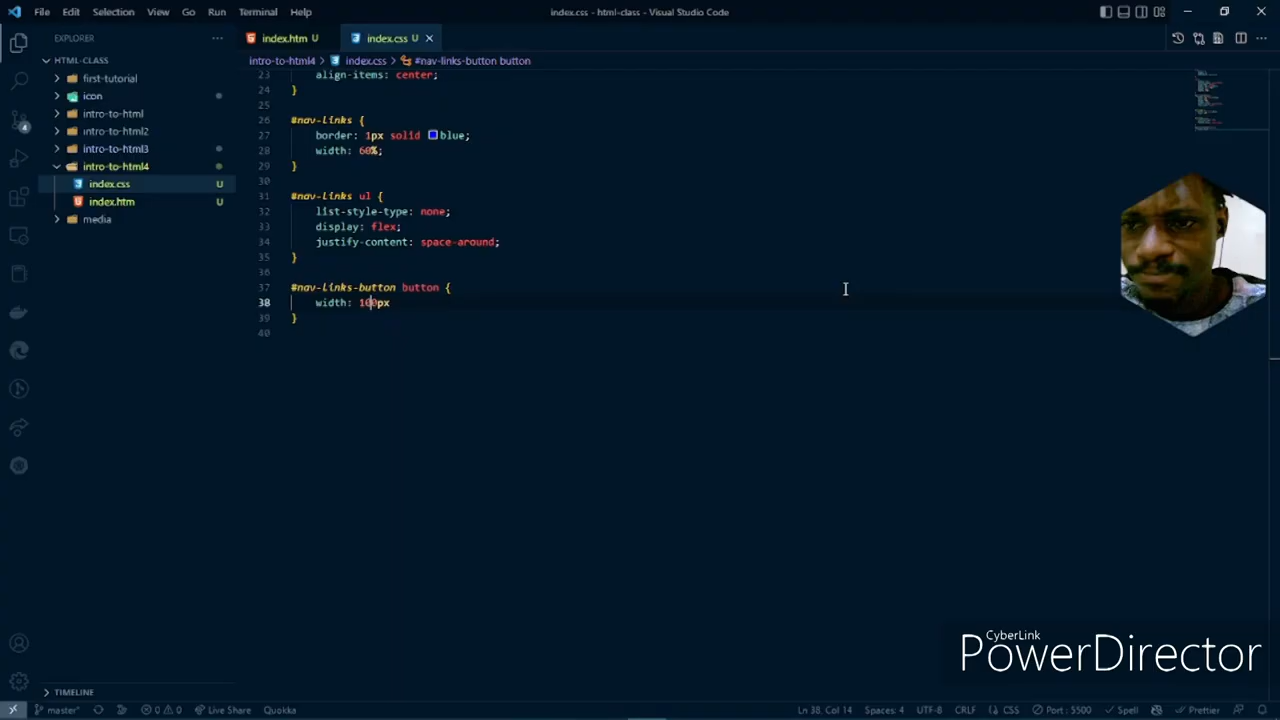 File Edit Selection View Go Run Terminal Help
index.css - html-class - Visual Studio Code
EXPLORER
index.htm U
index.css U
intro-to-html4 > index.css > #nav-links-button button
HTML-CLASS
first-tutorial
icon
intro-to-html
intro-to-html2
intro-to-html3
intro-to-html4
index.css U
index.htm U
media
4
23 align-items: center;
24 }
25
26 #nav-links {
27 border: 1px solid blue;
28 width: 60%;
29 }
30
31 #nav-links ul {
32 list-style-type: none;
33 display: flex;
34 justify-content: space-around;
35 }
36
37 #nav-links-button button {
38 width: 100px
39 }
40
CyberLink
PowerDirector
TIMELINE
master* 0 0 Live Share Quokka
Ln 38, Col 14 Spaces: 4 UTF-8 CRLF CSS Port : 5500 Spell Prettier